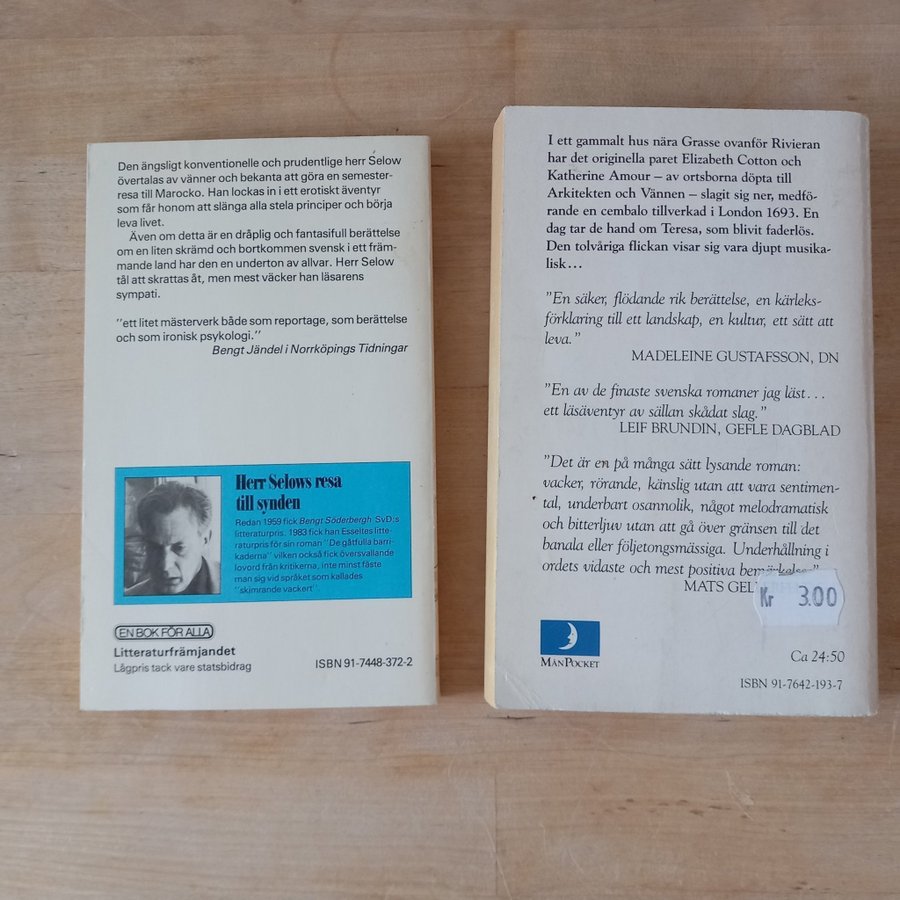 Den ängsligt konventionelle och prudentlige herr Selow
övertalas av vänner och bekanta att göra en semester-
resa till Marocko. Han lockas in i ett erotiskt äventyr
som får honom att slänga alla stela principer och börja
leva livet.
Även om detta är en dråplig och fantasifull berättelse
om en liten skrämd och bortkommen svensk i ett främ-
mande land har den en underton av allvar. Herr Selow
tål att skrattas åt, men mest väcker han läsarens
sympati.
"ett litet mästerverk både som reportage, som berättelse
och som ironisk psykologi."
Bengt Jändel i Norrköpings Tidningar
Herr Selows resa
till synden
Redan 1959 fick Bengt Söderbergh SvD:s
litteraturpris. 1983 fick han Esseltes litte-
raturpris för sin roman "De gåtfulla barri-
kaderna" vilken också fick översvallande
lovord från kritikerna, inte minst fäste
man sig vid språket som kallades
"skimrande vackert"
EN BOK FÖR ALLA
Litteraturfrämjandet
Lågpris tack vare statsbidrag
ISBN 91-7448-372-2
I ett gammalt hus nära Grasse ovanför Rivieran
har det originella paret Elizabeth Cotton och
Katherine Amour – av ortsborna döpta till
Arkitekten och Vännen – slagit sig ner, medfö-
rande en cembalo tillverkad i London 1693. En
dag tar de hand om Teresa, som blivit faderlös.
Den tolvåriga flickan visar sig vara djupt musika-
lisk...
"En säker, flödande rik berättelse, en kärleks-
förklaring till ett landskap, en kultur, ett sätt att
leva."
MADELEINE GUSTAFSSON, DN
"En av de finaste svenska romaner jag läst...
ett läsäventyr av sällan skådat slag."
LEIF BRUNDIN, GEFLE DAGBLAD
"Det är en på många sätt lysande roman:
vacker, rörande, känslig utan att vara sentimen-
tal, underbart osannolik, något melodramatisk
och bitterljuv utan att gå över gränsen till det
banala eller följetongsmässiga. Underhållning i
ordets vidaste och mest positiva bemärkelse"
MATS
Kr 3.00
MÅNPOCKET
Ca 24:50
ISBN 91-7642-193-7